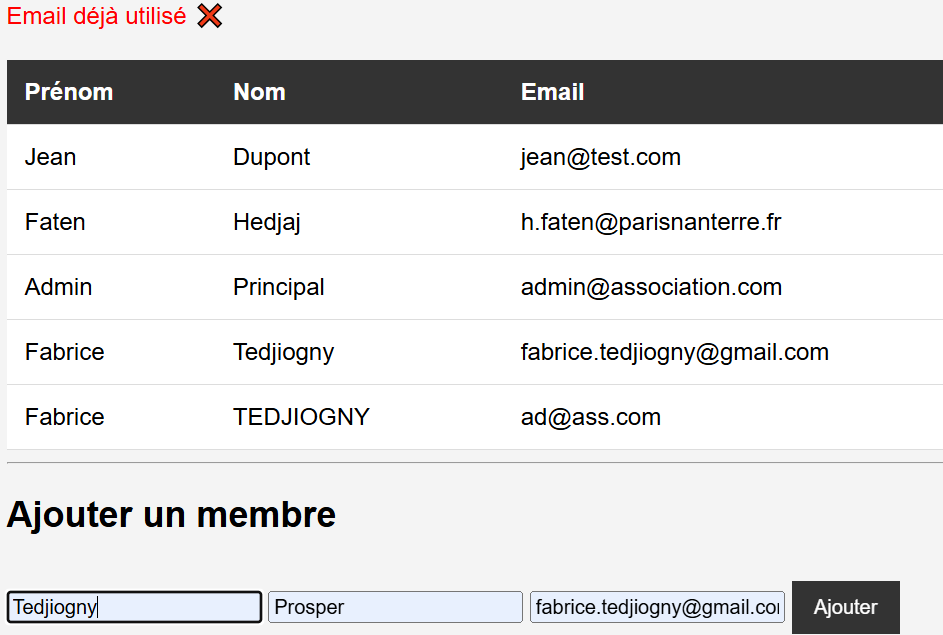 Email déjà utilisé ❌
Prénom Nom Email
Jean Dupont jean@test.com
Faten Hedjaj h.faten@parisnanterre.fr
Admin Principal admin@association.com
Fabrice Tedjiogny fabrice.tedjiogny@gmail.com
Fabrice TEDJIOGNY ad@ass.com
Ajouter un membre
Tedjiogny Prosper fabrice.tedjiogny@gmail.co Ajouter